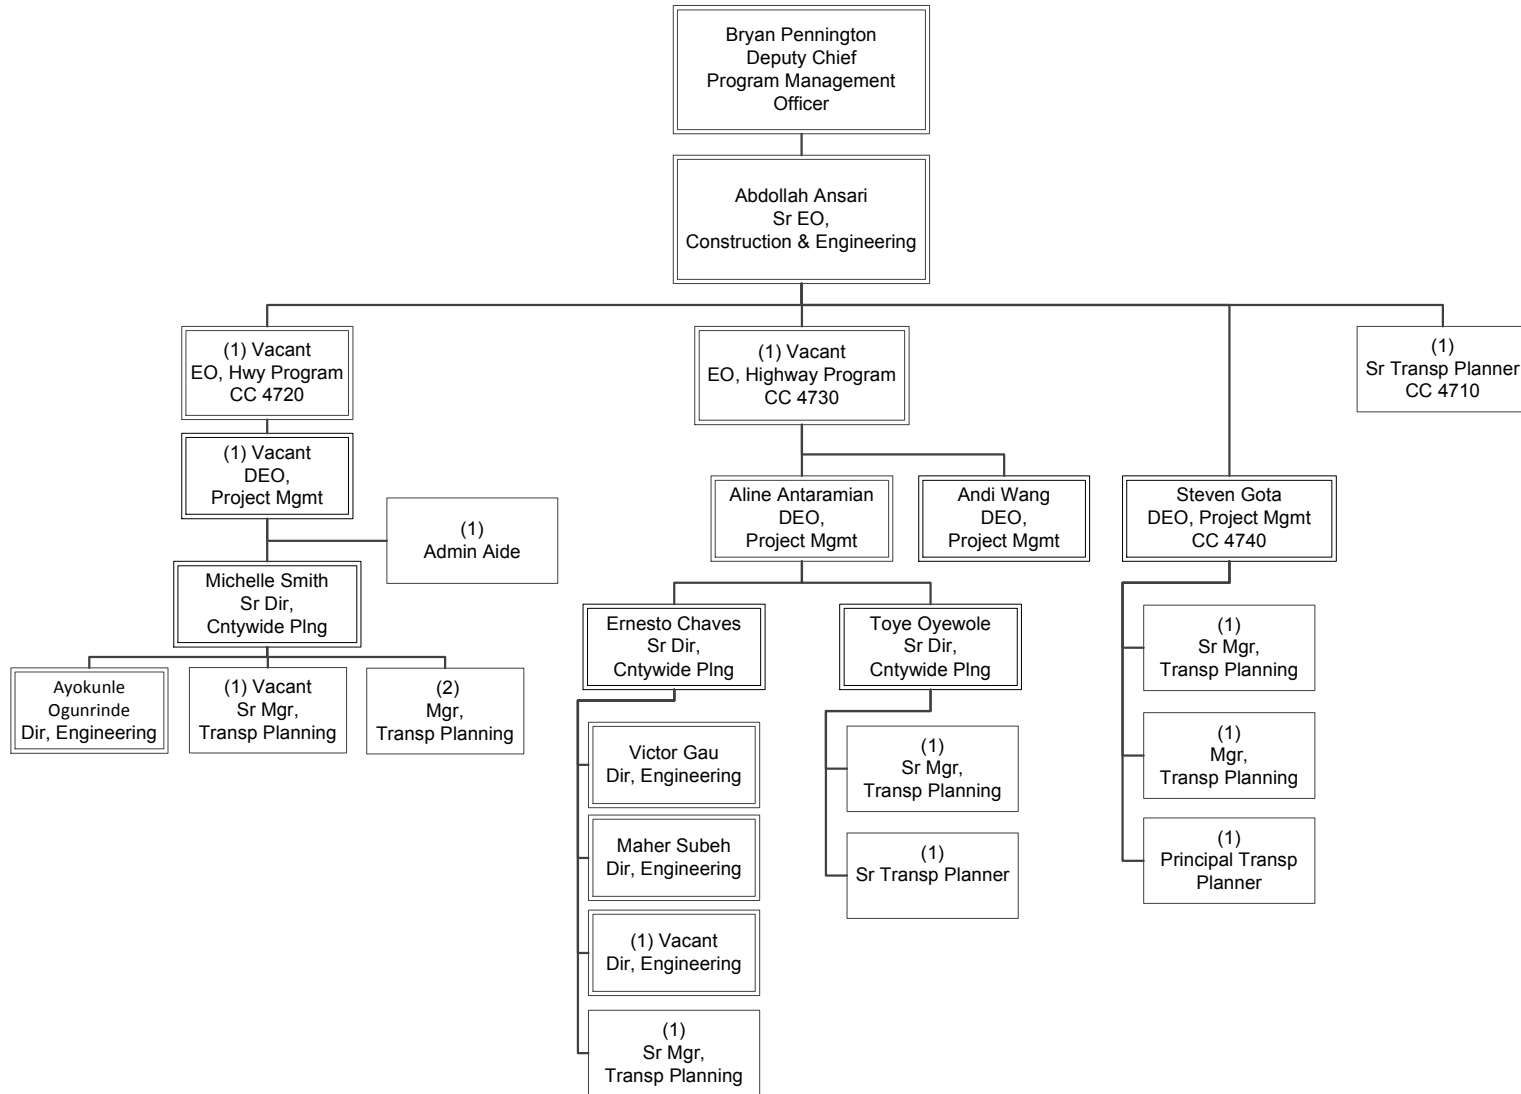 Bryan Pennington
Deputy Chief
Program Management
Officer
Abdollah Ansari
Sr EO,
Construction & Engineering
(1) Vacant
EO, Hwy Program
CC 4720
(1) Vacant
EO, Highway Program
CC 4730
(1)
Sr Transp Planner
CC 4710
(1) Vacant
DEO,
Project Mgmt
(1)
Admin Aide
Aline Antaramian
DEO,
Project Mgmt
Andi Wang
DEO,
Project Mgmt
Steven Gota
DEO, Project Mgmt
CC 4740
Michelle Smith
Sr Dir,
Cntywide Plng
Ernesto Chaves
Sr Dir,
Cntywide Plng
Toye Oyewole
Sr Dir,
Cntywide Plng
Ayokunle
Ogunrinde
Dir, Engineering
(1) Vacant
Sr Mgr,
Transp Planning
(2)
Mgr,
Transp Planning
Victor Gau
Dir, Engineering
Maher Subeh
Dir, Engineering
(1) Vacant
Dir, Engineering
(1)
Sr Mgr,
Transp Planning
(1)
Sr Mgr,
Transp Planning
(1)
Sr Transp Planner
(1)
Sr Mgr,
Transp Planning
(1)
Mgr,
Transp Planning
(1)
Principal Transp
Planner